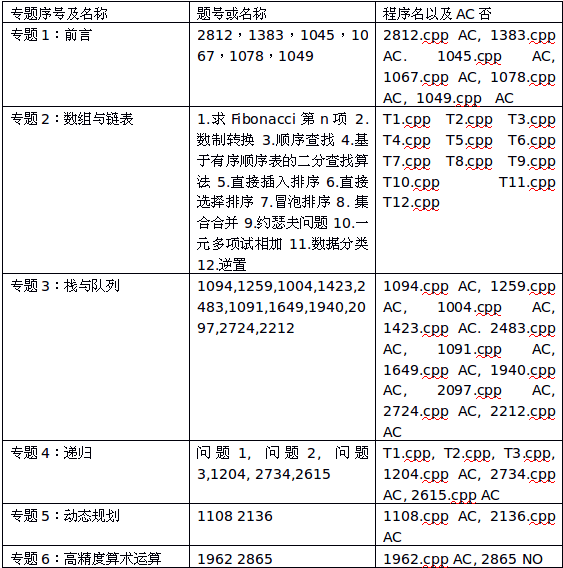 专题序号及名称
题号或名称
程序名以及 AC 否
专题 1：前言
2812，1383，1045，10
67，1078，1049
2812.cpp AC, 1383.cpp
AC. 1045.cpp AC,
1067.cpp AC, 1078.cpp
AC, 1049.cpp AC
专题 2：数组与链表
1.求 Fibonacci 第 n 项 2.
数制转换 3.顺序查找 4.基
于有序顺序表的二分查找算
法 5.直接插入排序 6.直接
选择排序 7.冒泡排序 8. 集
合合并 9.约瑟夫问题 10.一
元多项试相加 11.数据分类
12.逆置
T1.cpp T2.cpp T3.cpp
T4.cpp T5.cpp T6.cpp
T7.cpp T8.cpp T9.cpp
T10.cpp T11.cpp
T12.cpp
专题 3：栈与队列
1094,1259,1004,1423,2
483,1091,1649,1940,20
97,2724,2212
1094.cpp AC, 1259.cpp
AC, 1004.cpp AC,
1423.cpp AC. 2483.cpp
AC, 1091.cpp AC,
1649.cpp AC, 1940.cpp
AC, 2097.cpp AC,
2724.cpp AC, 2212.cpp
AC
专题 4：递归
问题 1, 问题 2, 问题
3,1204, 2734,2615
T1.cpp, T2.cpp, T3.cpp,
1204.cpp AC, 2734.cpp
AC, 2615.cpp AC
专题 5：动态规划
1108 2136
1108.cpp AC, 2136.cpp
AC
专题 6：高精度算术运算
1962 2865
1962.cpp AC, 2865 NO